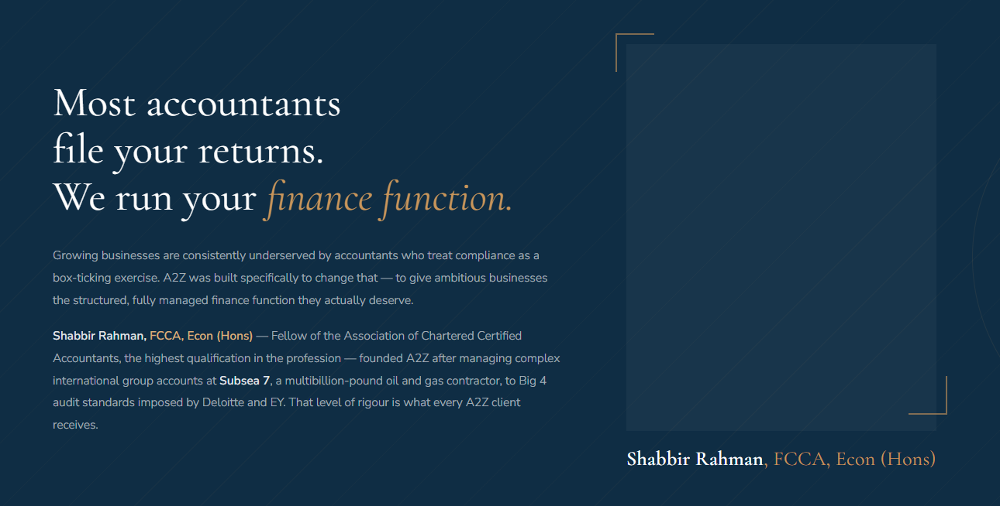 Most accountants
file your returns.
We run your finance function.
Growing businesses are consistently underserved by accountants who treat compliance as a
box-ticking exercise. A2Z was built specifically to change that — to give ambitious businesses
the structured, fully managed finance function they actually deserve.
Shabbir Rahman, FCCA, Econ (Hons) — Fellow of the Association of Chartered Certified
Accountants, the highest qualification in the profession — founded A2Z after managing complex
international group accounts at Subsea 7, a multibillion-pound oil and gas contractor, to Big 4
audit standards imposed by Deloitte and EY. That level of rigour is what every A2Z client
receives.
Shabbir Rahman, FCCA, Econ (Hons)